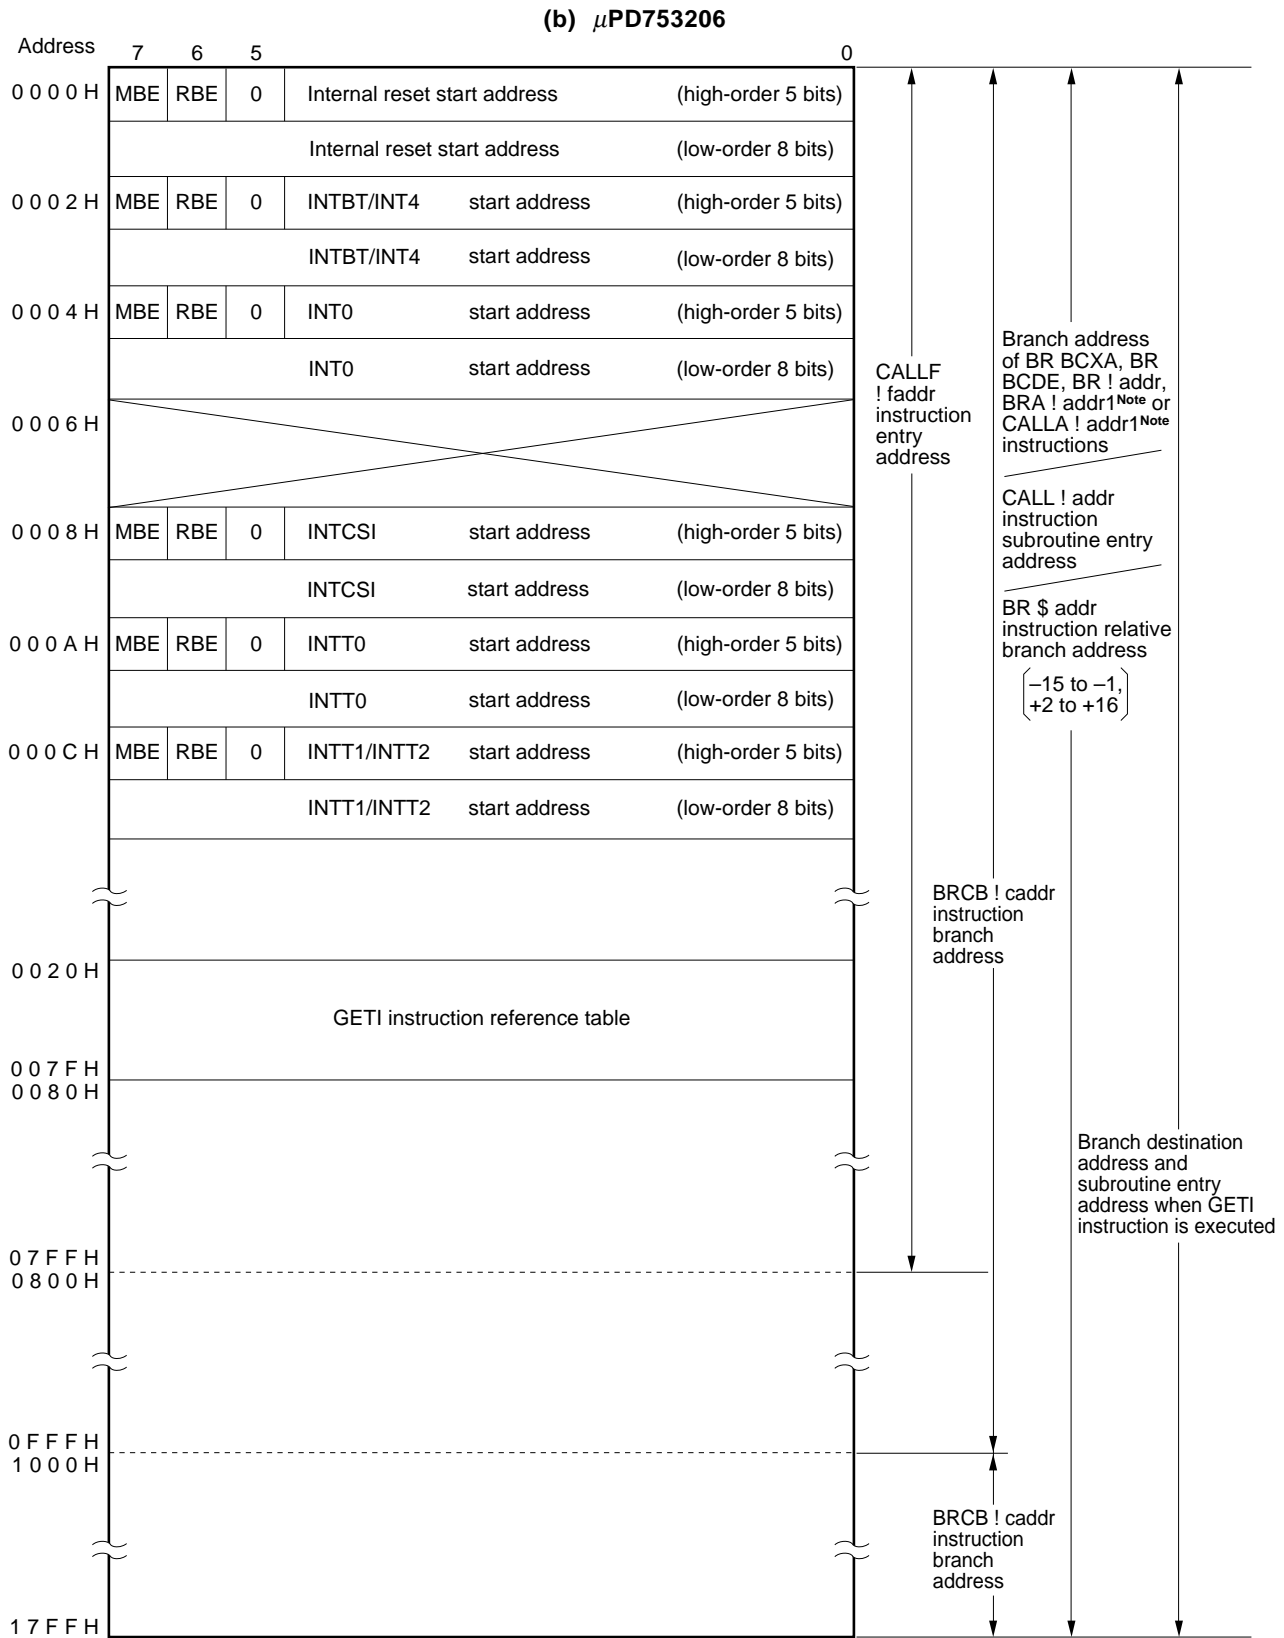 (b) μPD753206
Address
7 6 5 0
0000H MBE RBE 0 Internal reset start address (high-order 5 bits)
Internal reset start address (low-order 8 bits)
0002H MBE RBE 0 INTBT/INT4 start address (high-order 5 bits)
INTBT/INT4 start address (low-order 8 bits)
0004H MBE RBE 0 INT0 start address (high-order 5 bits)
INT0 start address (low-order 8 bits)
0006H
0008H MBE RBE 0 INTCSI start address (high-order 5 bits)
INTCSI start address (low-order 8 bits)
000AH MBE RBE 0 INTT0 start address (high-order 5 bits)
INTT0 start address (low-order 8 bits)
000CH MBE RBE 0 INTT1/INTT2 start address (high-order 5 bits)
INTT1/INTT2 start address (low-order 8 bits)
0020H
GETI instruction reference table
007FH
0080H
07FFH
0800H
0FFFH
1000H
17FFH
CALLF
! faddr
instruction
entry
address
Branch address
of BR BCXA, BR
BCDE, BR ! addr,
BRA ! addr1Note or
CALLA ! addr1Note
instructions
CALL ! addr
instruction
subroutine entry
address
BR $ addr
instruction relative
branch address
–15 to –1,
+2 to +16
BRCB ! caddr
instruction
branch
address
Branch destination
address and
subroutine entry
address when GETI
instruction is executed
BRCB ! caddr
instruction
branch
address